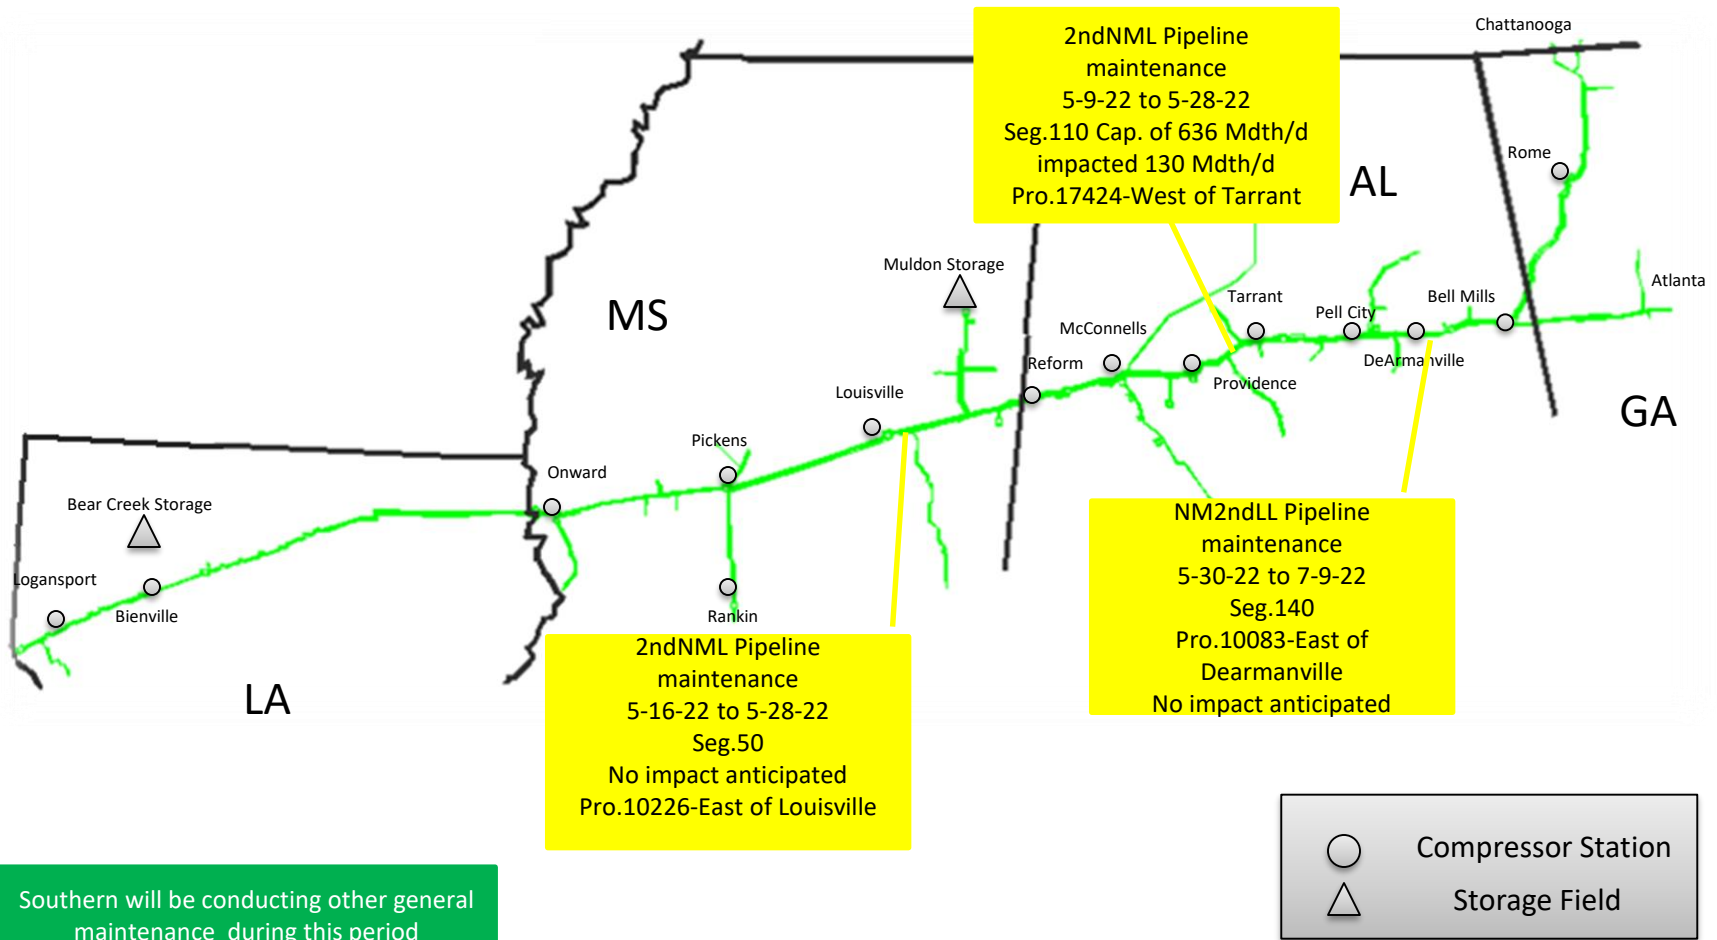 Chattanooga
2ndNML Pipeline
maintenance
5-9-22 to 5-28-22
Seg.110 Cap. of 636 Mdth/d
impacted 130 Mdth/d
Pro.17424-West of Tarrant
Rome
AL
Muldon Storage
Atlanta
MS
Tarrant
Bell Mills
Pell City
McConnells
Reform
DeArmanville
Providence
Louisville
GA
Pickens
Onward
Bear Creek Storage
Logansport
Bienville
Rankin
NM2ndLL Pipeline
maintenance
5-30-22 to 7-9-22
Seg.140
Pro.10083-East of
Dearmanville
No impact anticipated
2ndNML Pipeline
maintenance
5-16-22 to 5-28-22
Seg.50
No impact anticipated
Pro.10226-East of Louisville
LA
Compressor Station
Storage Field
Southern will be conducting other general
maintenance during this period